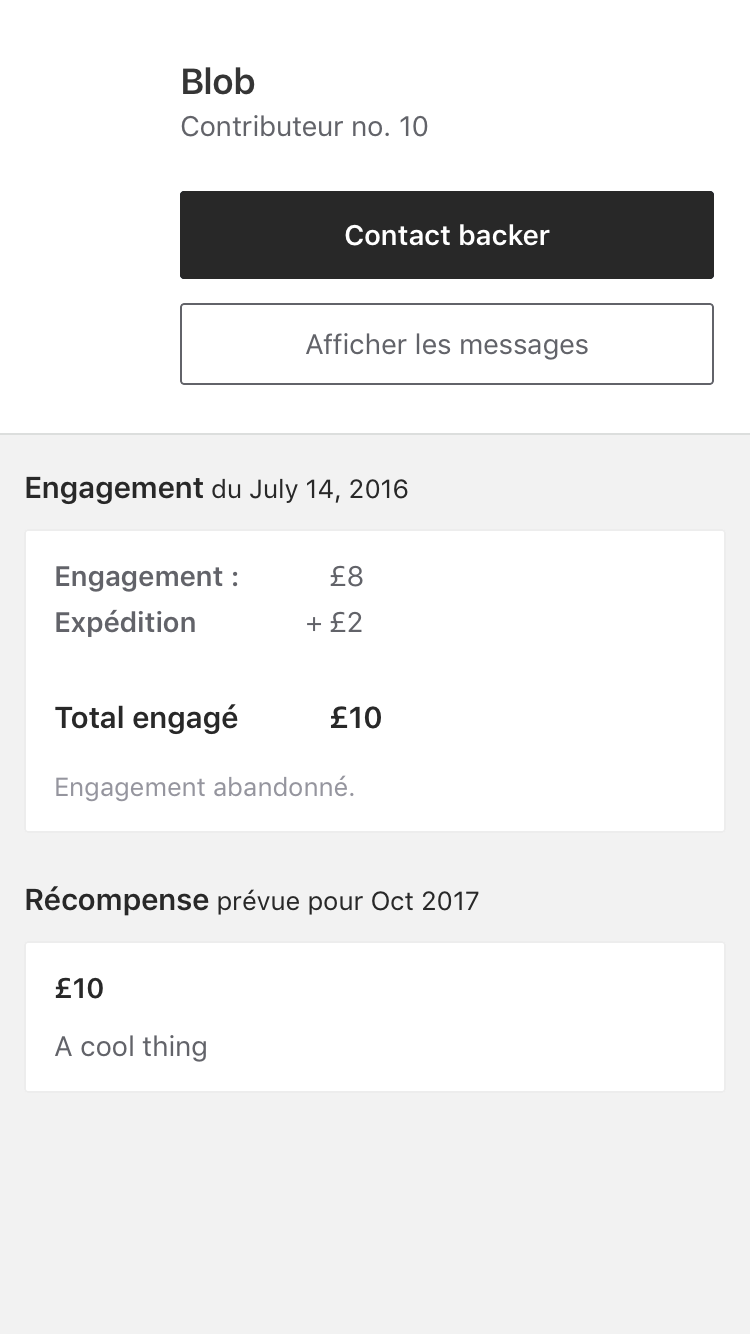 Blob
Contributeur no. 10
Contact backer
Afficher les messages
Engagement du July 14, 2016
Engagement : £8
Expédition + £2
Total engagé £10
Engagement abandonné.
Récompense prévue pour Oct 2017
£10
A cool thing